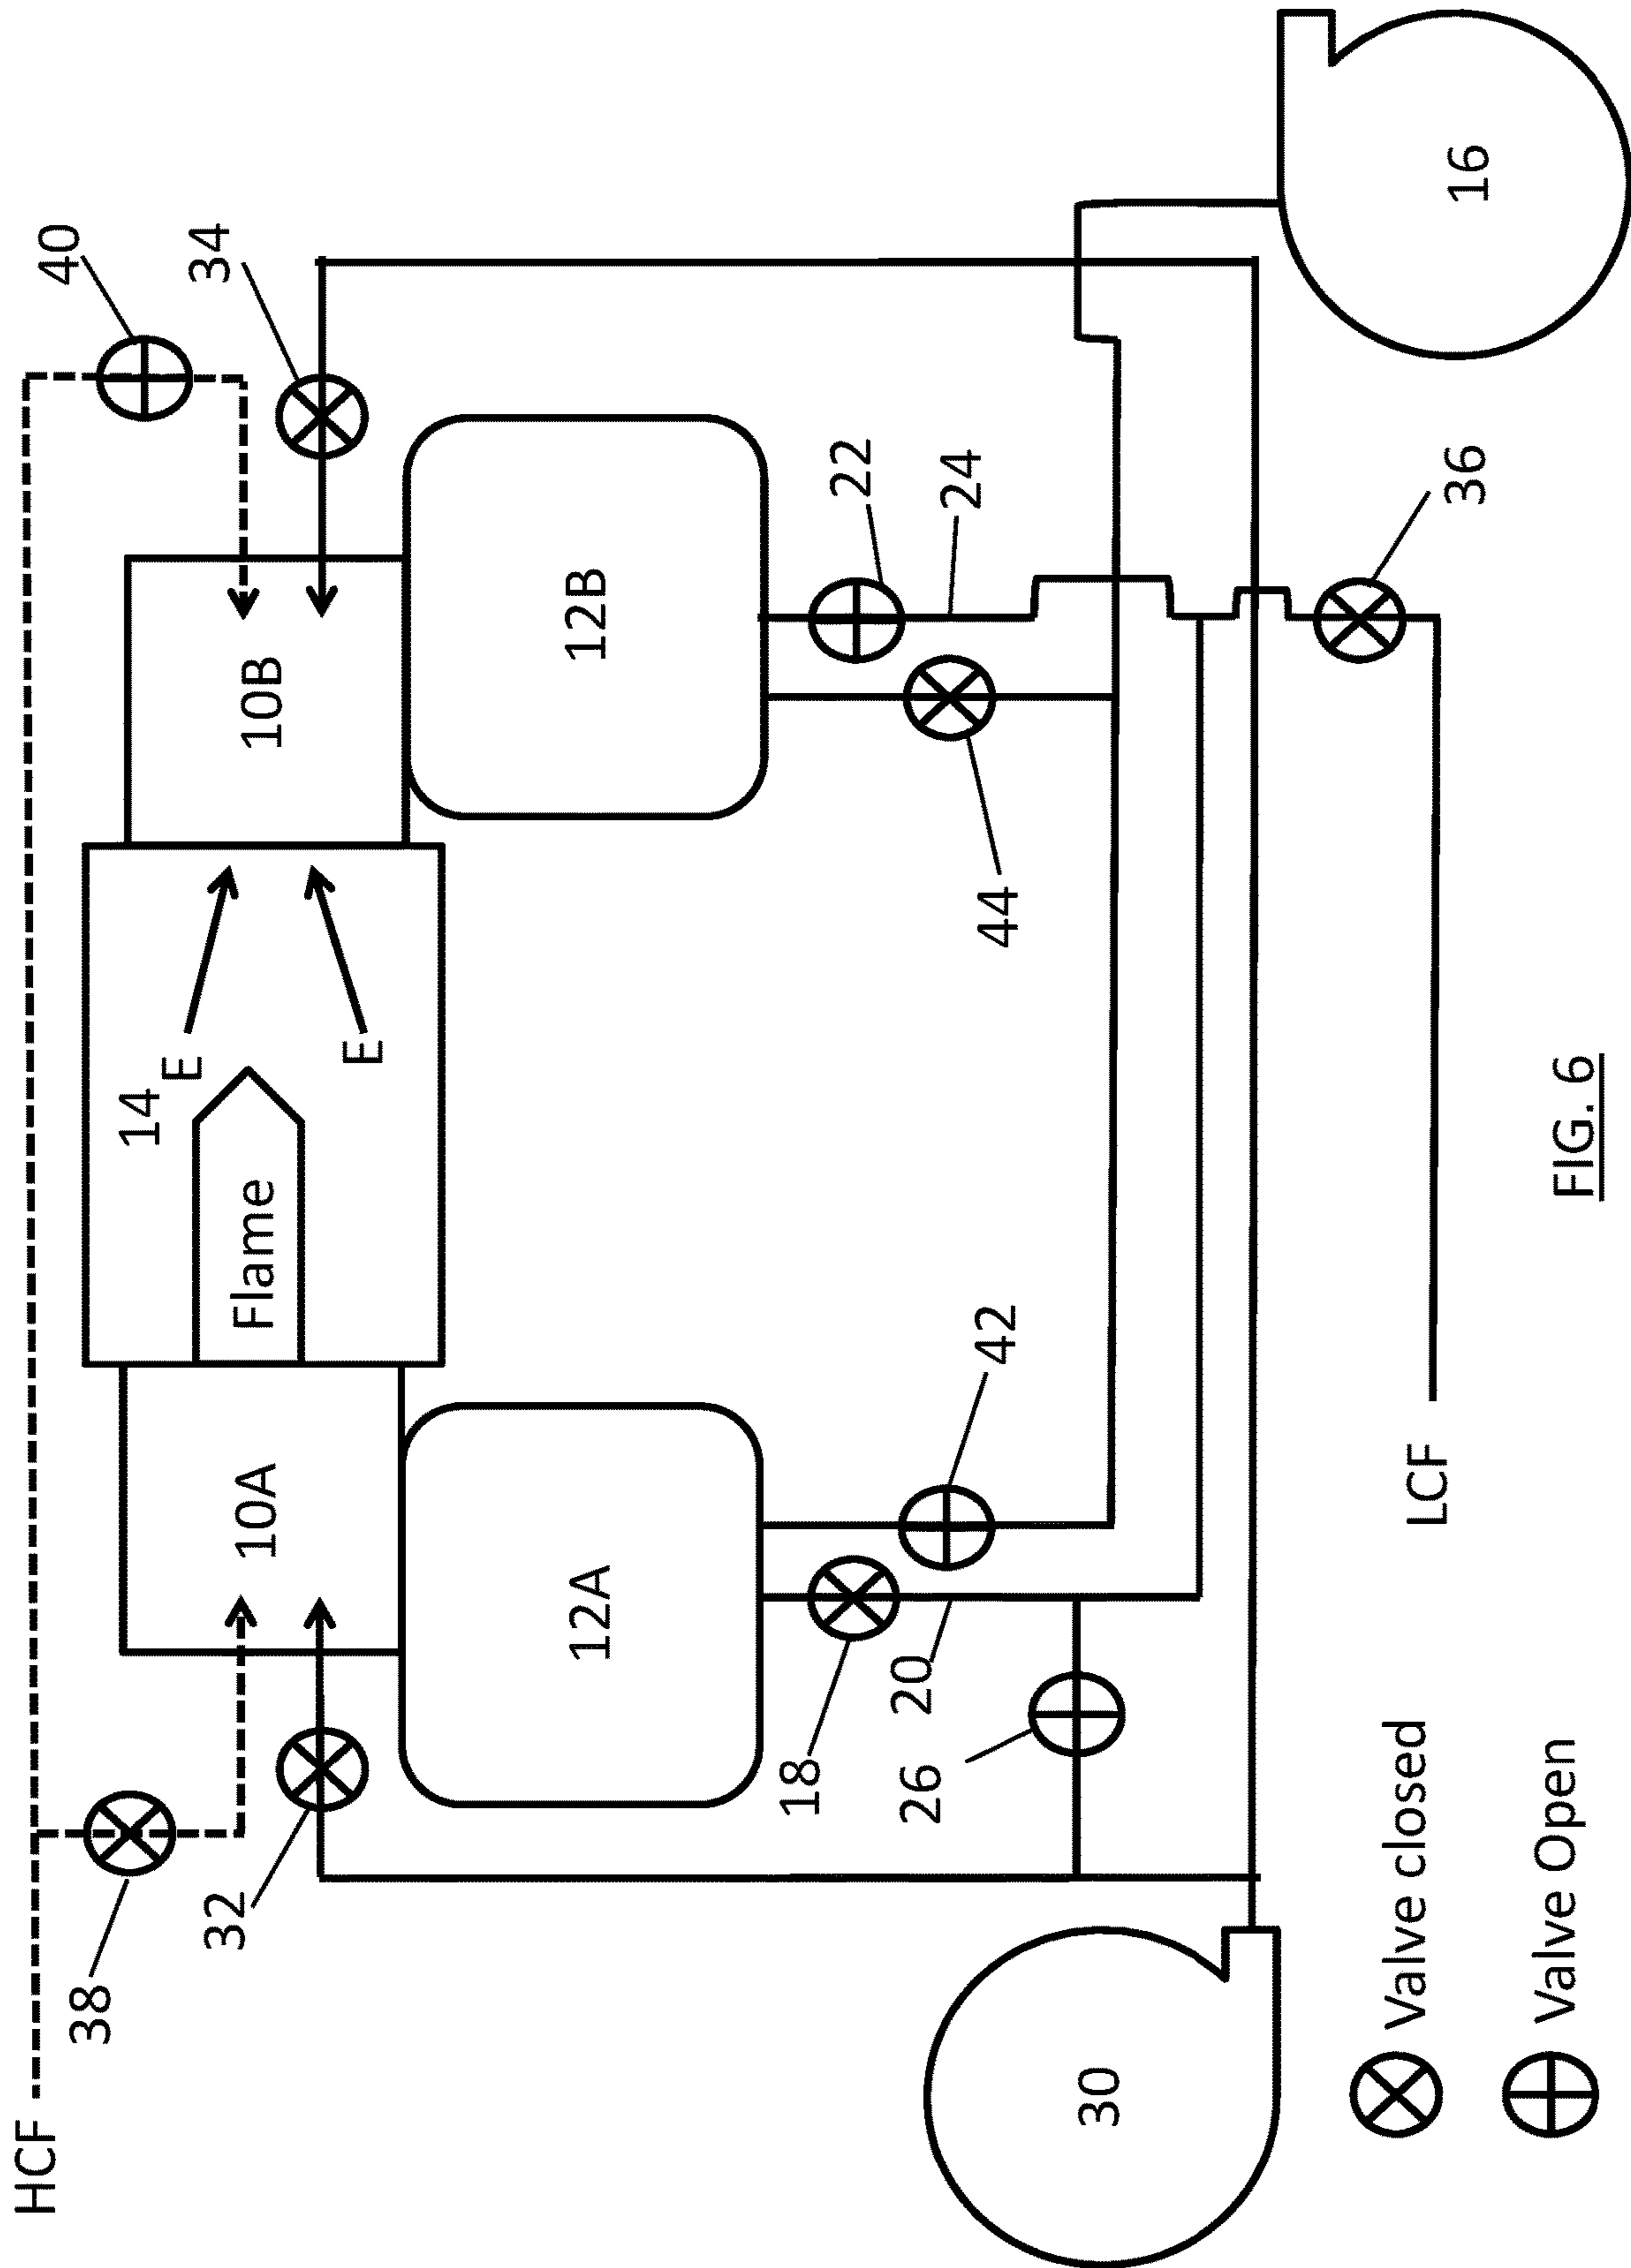 HCF
38
40
32
34
14
E
E
Flame
10A
10B
12A
12B
18
20
26
42
44
22
24
36
30
16
LCF
Valve closed
Valve Open
FIG. 6